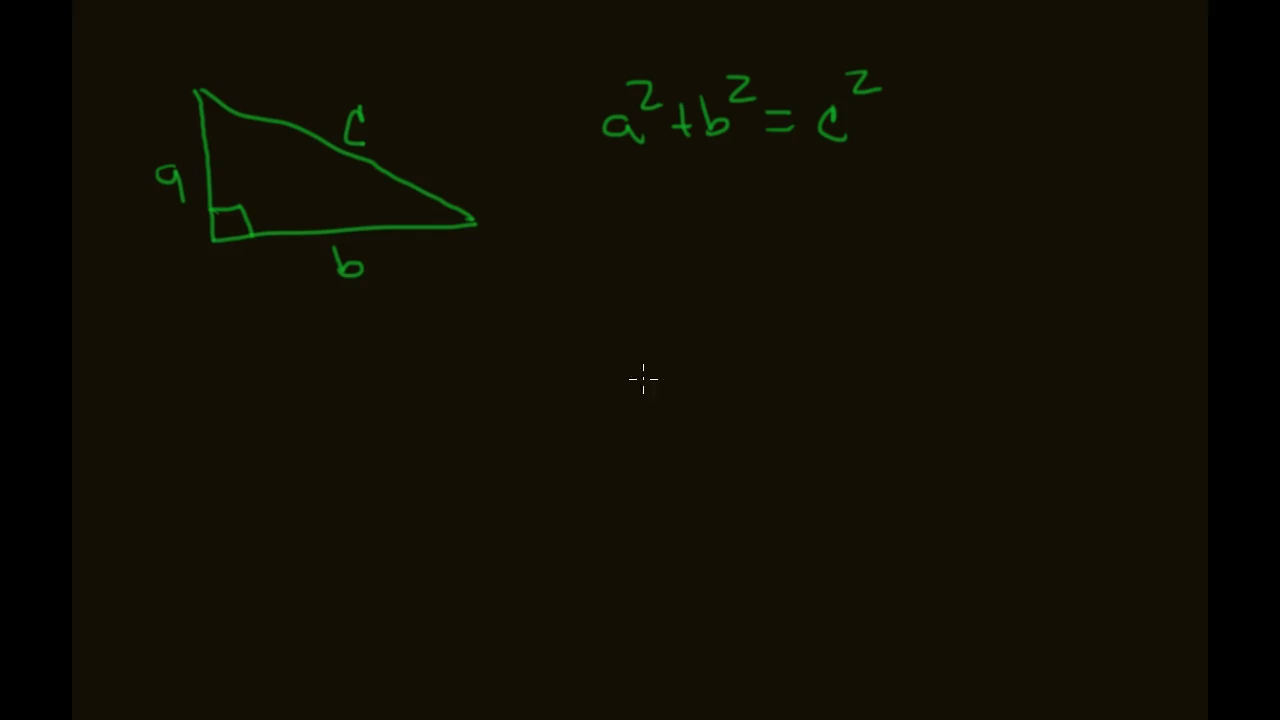 c
a² + b² = c²
a
b